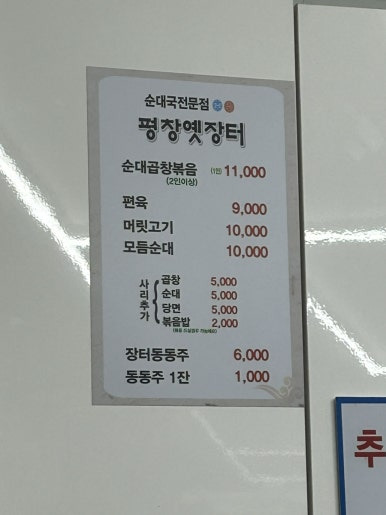 순대국전문점
평창옛장터
순대곱창볶음 (1인) 11,000
(2인이상)
편육 9,000
머릿고기 10,000
모듬순대 10,000
사리추가
곱창 5,000
순대 5,000
당면 5,000
볶음밥 2,000
장터동동주 6,000
동동주 1잔 1,000
추